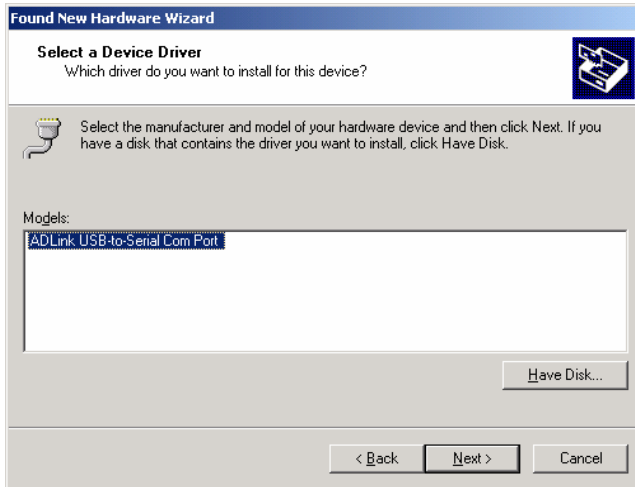 Found New Hardware Wizard
Select a Device Driver
Which driver do you want to install for this device?
Select the manufacturer and model of your hardware device and then click Next. If you
have a disk that contains the driver you want to install, click Have Disk.
Models:
ADLink USB-to-Serial Com Port
Have Disk...
< Back
Next >
Cancel